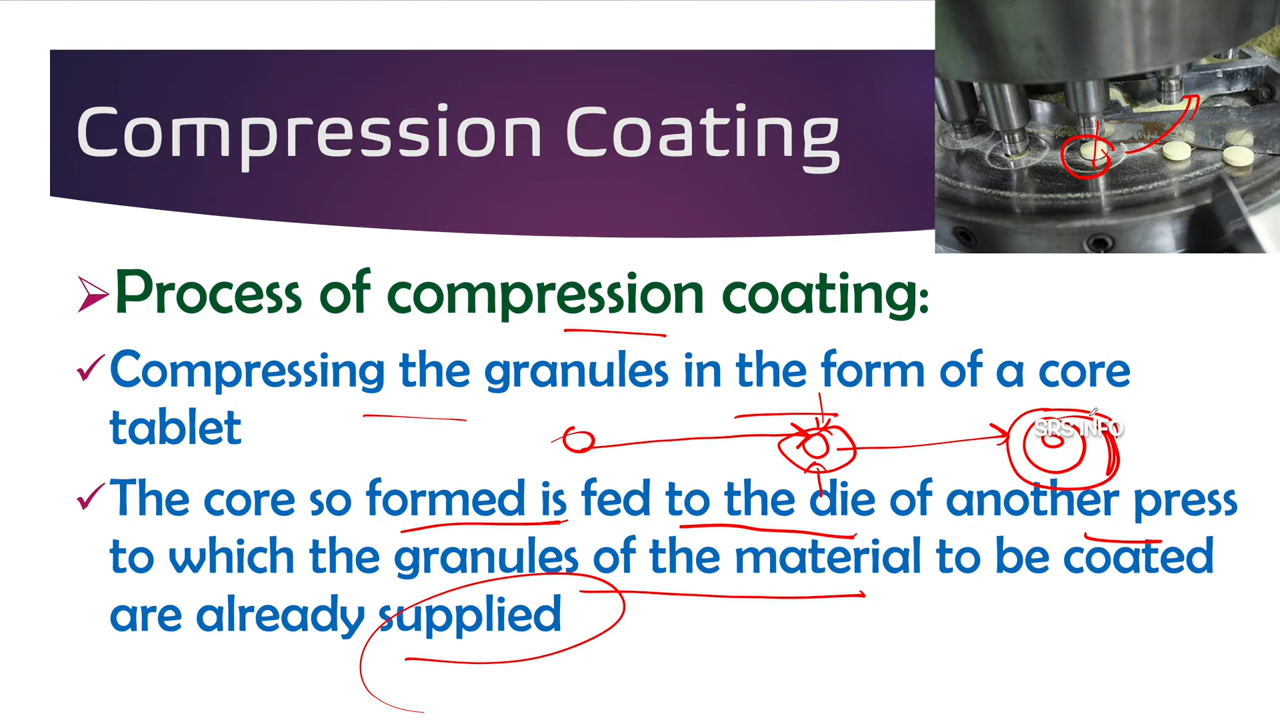 Compression Coating
Process of compression coating:
Compressing the granules in the form of a core
tablet
SRS INFO
The core so formed is fed to the die of another press
to which the granules of the material to be coated
are already supplied